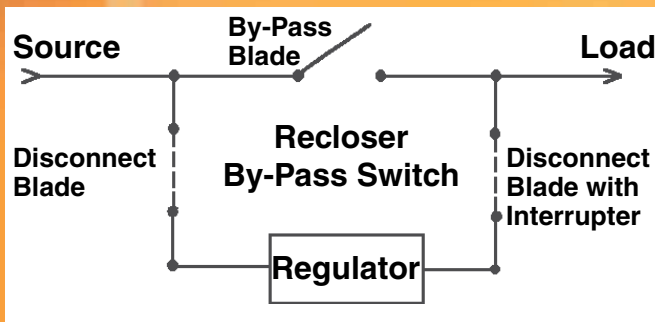 Source
By-Pass
Blade
Load
Recloser
By-Pass Switch
Disconnect
Blade
Disconnect
Blade with
Interrupter
Regulator